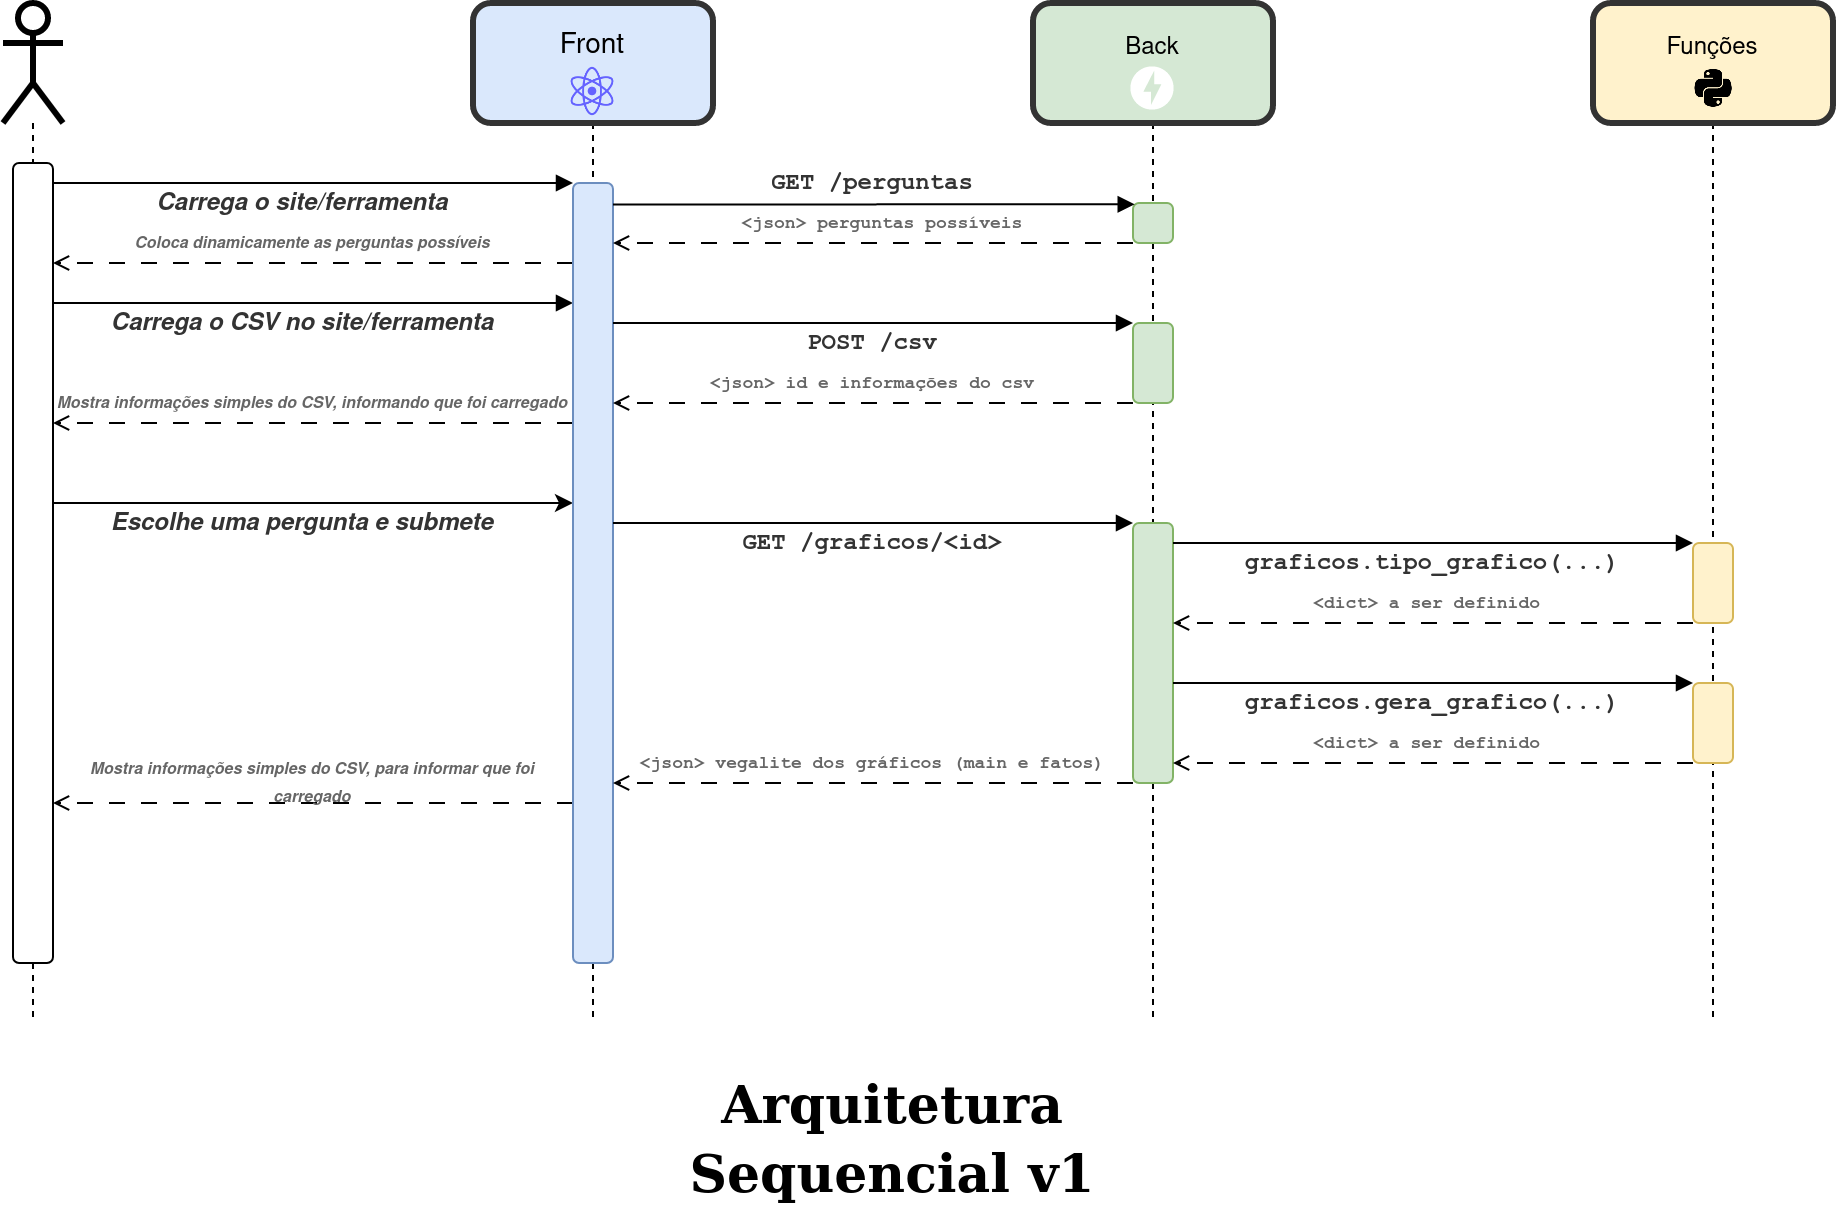 Front
Back
Funções
GET /perguntas
Carrega o site/ferramenta
<json> perguntas possíveis
Coloca dinamicamente as perguntas possíveis
Carrega o CSV no site/ferramenta
POST /csv
<json> id e informações do csv
Mostra informações simples do CSV, informando que foi carregado
Escolhe uma pergunta e submete
GET /graficos/<id>
graficos.tipo_grafico(...)
<dict> a ser definido
graficos.gera_grafico(...)
<dict> a ser definido
<json> vegalite dos gráficos (main e fatos)
Mostra informações simples do CSV, para informar que foi
carregado
Arquitetura
Sequencial v1